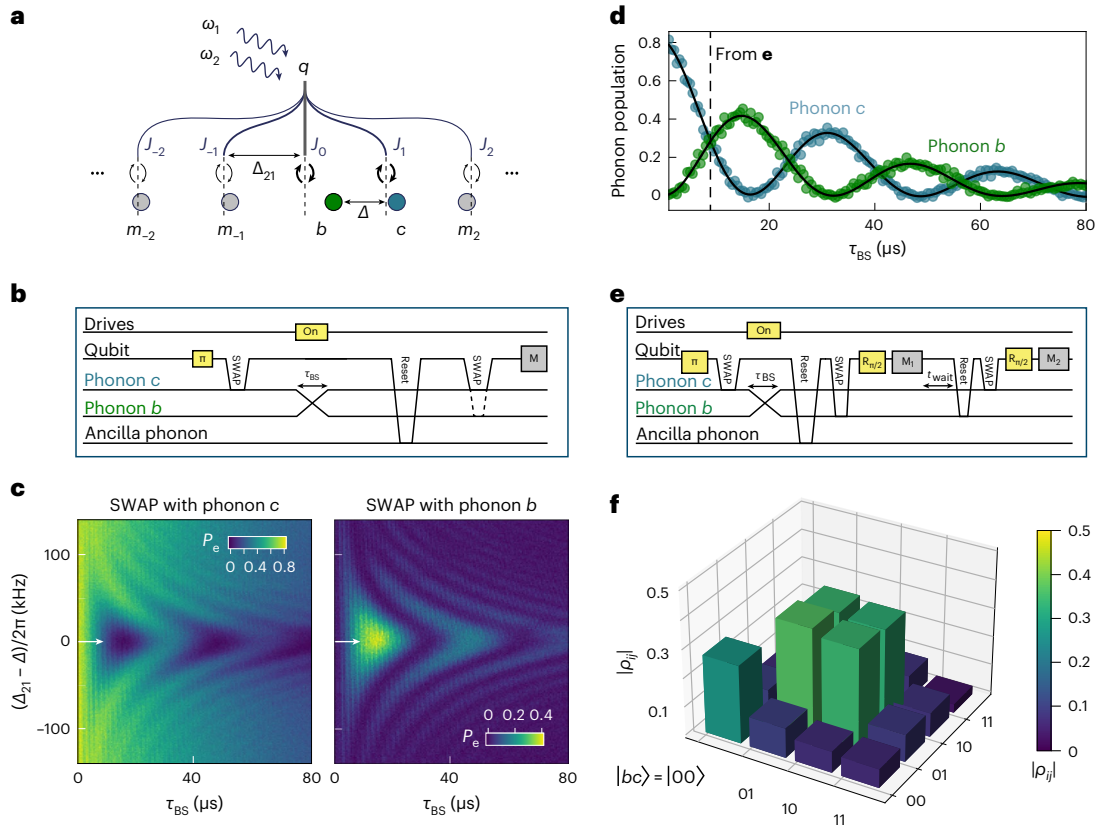 a
ω1
ω2
q
J−2 J−1 J0 J1 J2
Δ21
... ...
Δ
m−2 m−1 b c m2
b
Drives
On
Qubit
π
SWAP
Reset
SWAP
M
Phonon c
τBS
Phonon b
Ancilla phonon
c
SWAP with phonon c
SWAP with phonon b
(Δ21 − Δ)/2π (kHz)
100
0
−100
Pe
0 0.4 0.8
0 0.2 0.4
Pe
0 40 80
0 40 80
τBS (μs)
τBS (μs)
d
Phonon population
0.8
0.6
0.4
0.2
0
From e
Phonon c
Phonon b
20 40 60 80
τBS (μs)
e
Drives
On
Qubit
π
SWAP
Reset
SWAP
Rπ/2
M1
Reset
SWAP
Rπ/2
M2
Phonon c
τBS
twait
Phonon b
Ancilla phonon
f
|ρij|
0.5
0.3
0.1
|bc⟩ = |00⟩
01
10
11
00
01
10
11
0.5
0.4
0.3
0.2
0.1
0
|ρij|